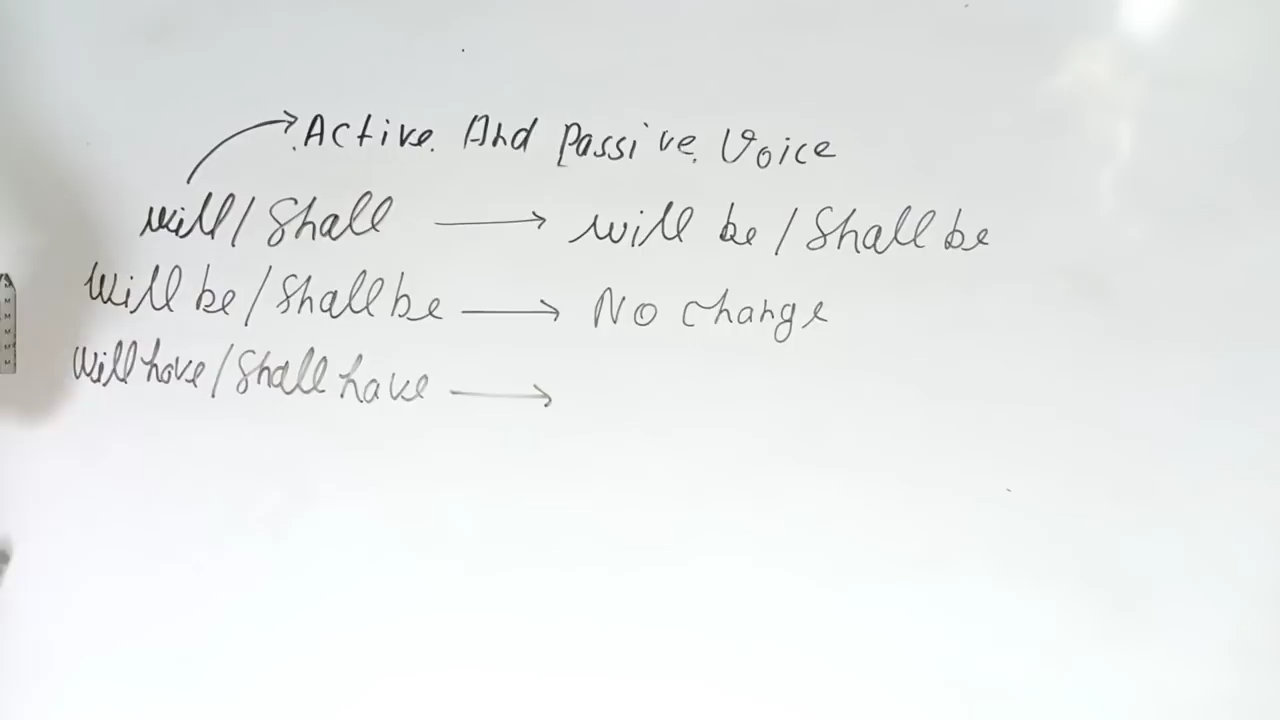 Active And Passive Voice
will/Shall → will be/Shall be
Will be/Shall be → No change
Will have/Shall have →